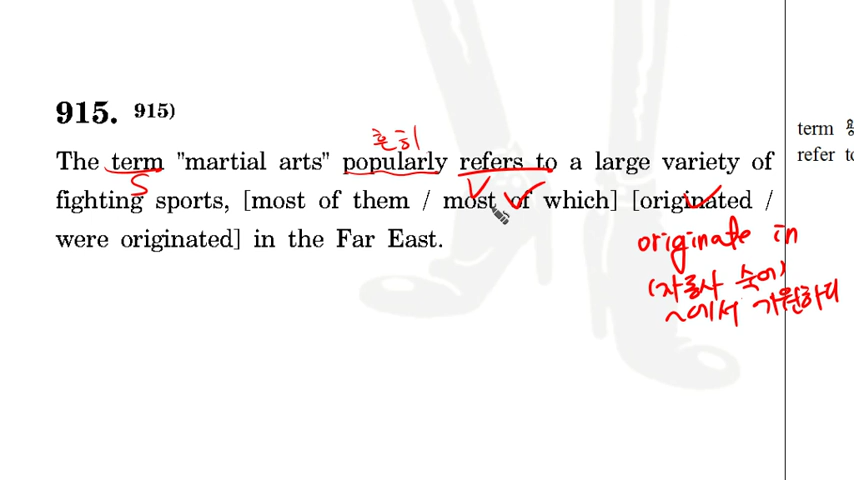 915. 915)
흔히
The term "martial arts" popularly refers to a large variety of
S V
fighting sports, [most of them / most of which] [originated /
were originated] in the Far East.
originate in
(자동사 숙어)
~에서 기원하다
term 용
refer to